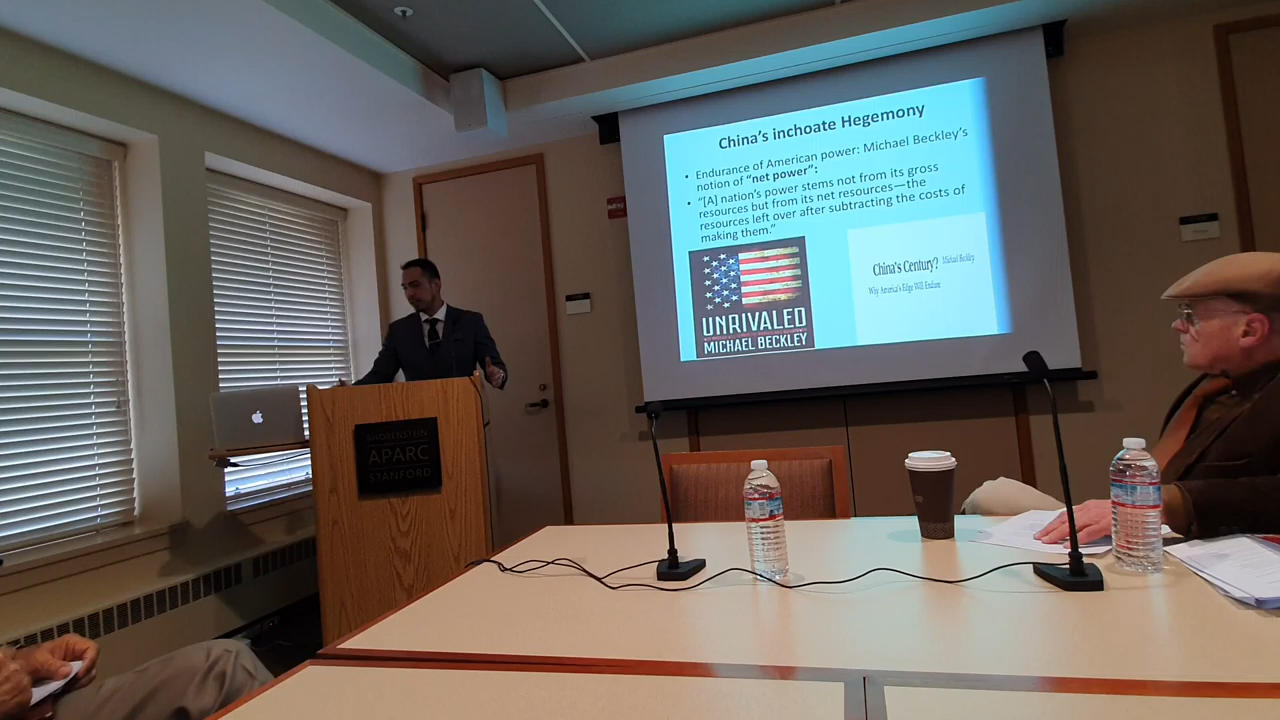 China's inchoate Hegemony
• Endurance of American power: Michael Beckley's
notion of "net power":
• "[A] nation's power stems not from its gross
resources but from its net resources—the
resources left over after subtracting the costs of
making them."
UNRIVALED
MICHAEL BECKLEY
China's Century? Michael Beckley
Why America's Edge Will Endure
SHORENSTEIN
APARC
STANFORD